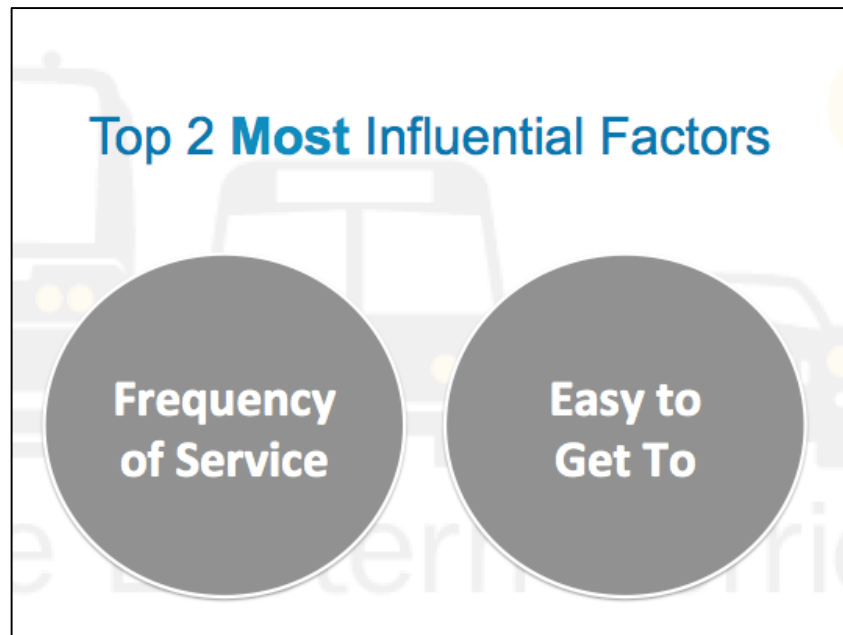 Top 2 Most Influential Factors
Frequency
of Service
Easy to
Get To